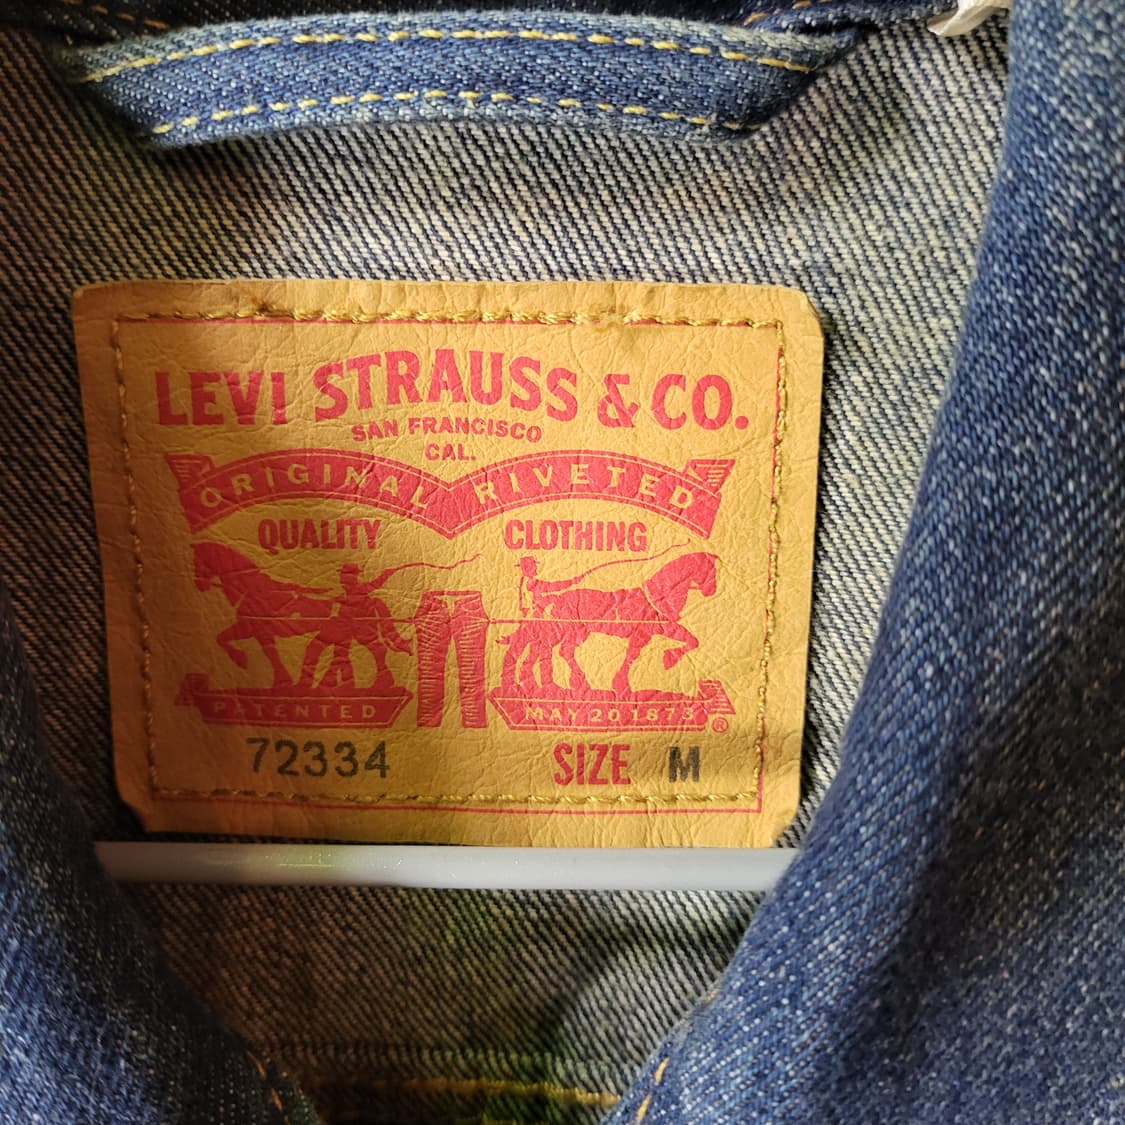 LEVI STRAUSS & CO.
SAN FRANCISCO
CAL.
ORIGINAL RIVETED
QUALITY CLOTHING
PATENTED MAY 20 1873 ®
72334 SIZE M